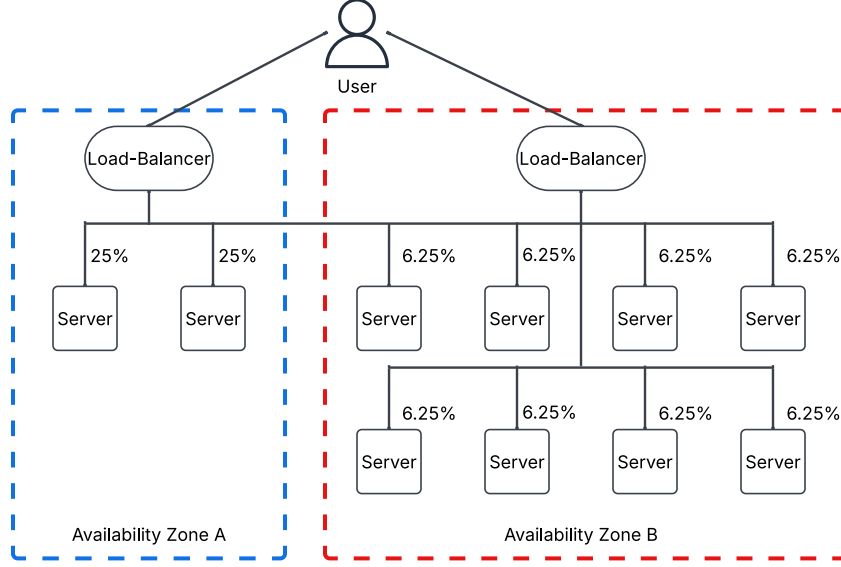 User
Load-Balancer
Load-Balancer
25%
25%
6.25%
6.25%
6.25%
6.25%
Server
Server
Server
Server
Server
Server
6.25%
6.25%
6.25%
6.25%
Server
Server
Server
Server
Availability Zone A
Availability Zone B